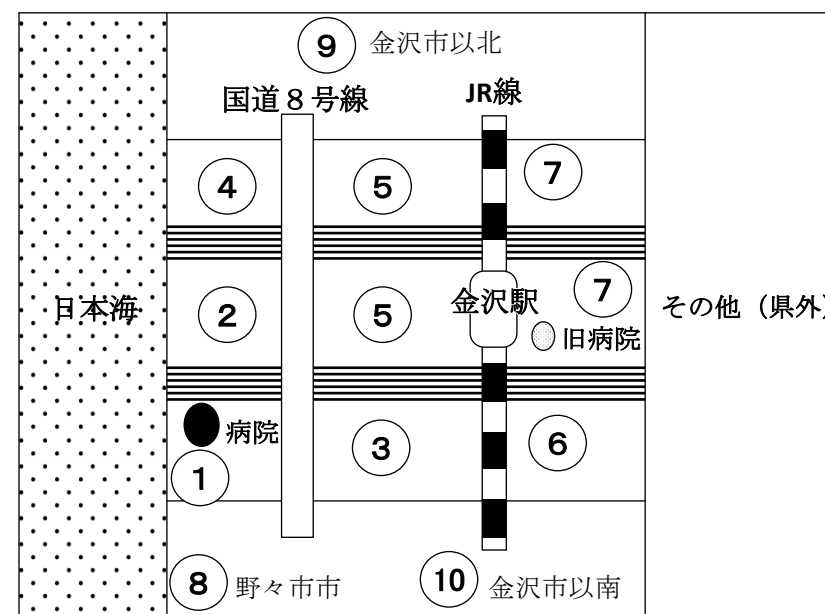 ⑨ 金沢市以北
国道８号線
JR線
④
⑤
⑦
日本海
②
⑤
金沢駅
⑦
その他（県外）
旧病院
病院
①
③
⑥
⑧ 野々市市
⑩ 金沢市以南